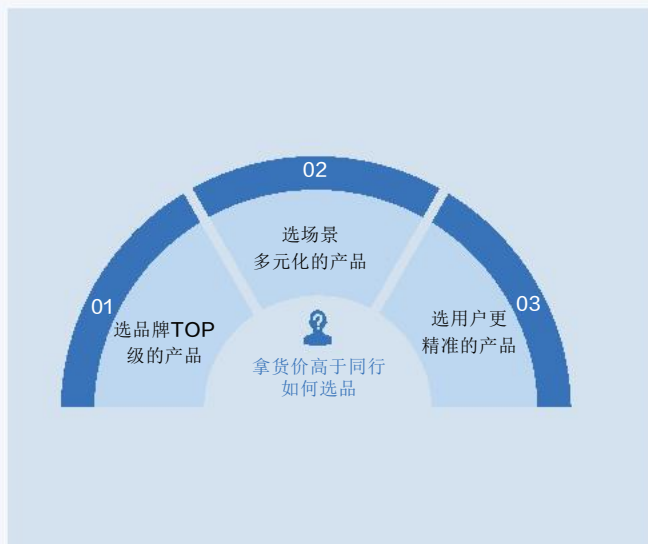 01
选品牌TOP
级的产品
02
选场景
多元化的产品
03
选用户更
精准的产品
拿货价高于同行
如何选品